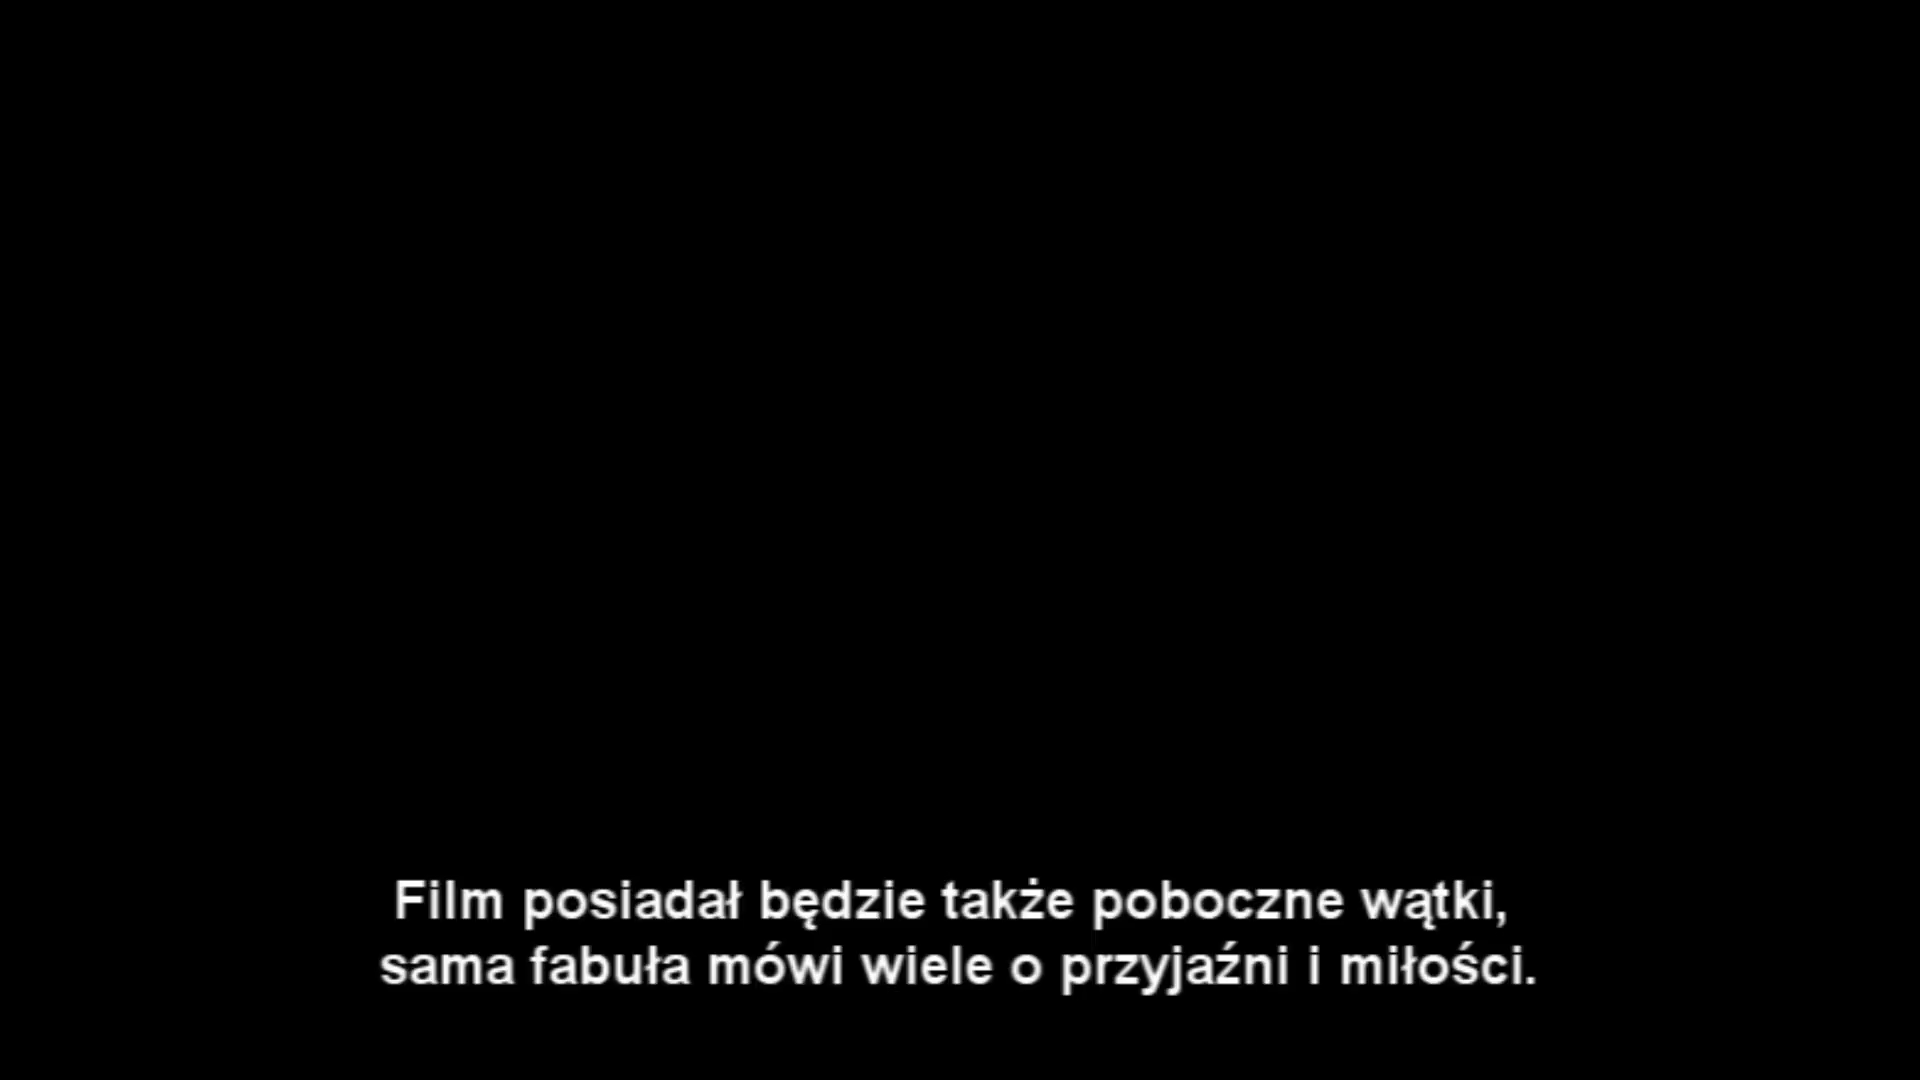 Film posiadał będzie także poboczne wątki,
sama fabuła mówi wiele o przyjaźni i miłości.